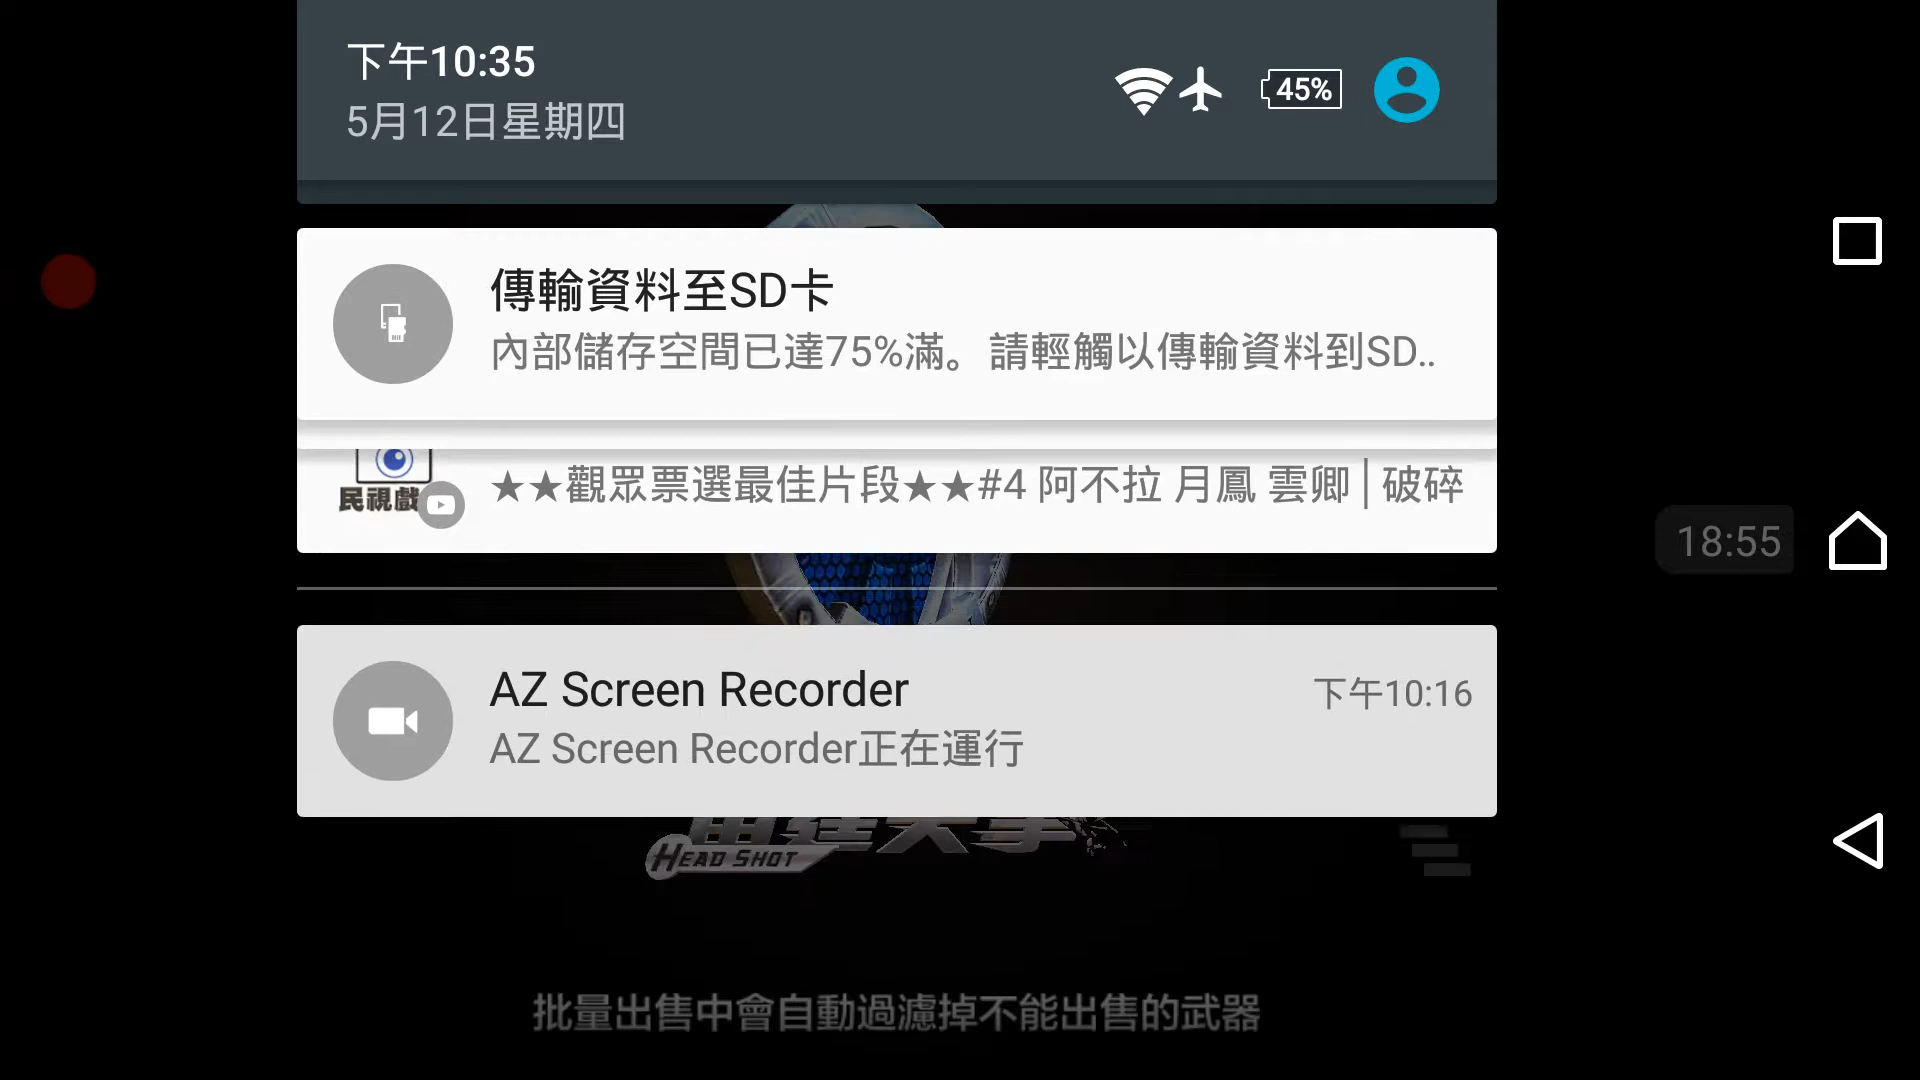 下午10:35
5月12日星期四
45%
傳輸資料至SD卡
內部儲存空間已達75%滿。請輕觸以傳輸資料到SD..
民視戲
★★觀眾票選最佳片段★★#4 阿不拉 月鳳 雲卿│破碎
18:55
AZ Screen Recorder
下午10:16
AZ Screen Recorder正在運行
HEAD SHOT
批量出售中會自動過濾掉不能出售的武器